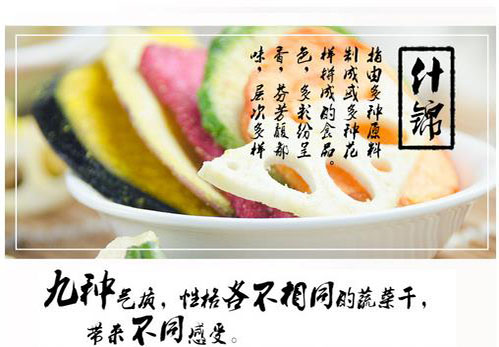 什锦
指由多种原料
制成或多种花
样拼成的食品。
色，多彩纷呈
香，芬芳馥郁
味，层次多样
九种气质，性格各不相同的蔬菜干，
带来不同感受。